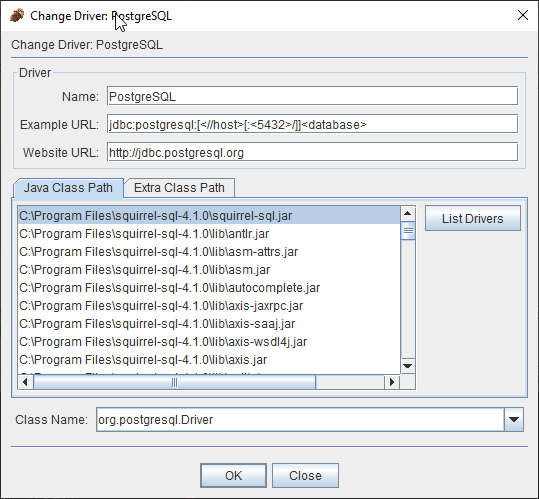 Change Driver: PostgreSQL
Change Driver: PostgreSQL
Driver
Name: PostgreSQL
Example URL: jdbc:postgresql:[<//host>[:<5432>/]]<database>
Website URL: http://jdbc.postgresql.org
Java Class Path Extra Class Path
C:\Program Files\squirrel-sql-4.1.0\squirrel-sql.jar
List Drivers
C:\Program Files\squirrel-sql-4.1.0\lib\antlr.jar
C:\Program Files\squirrel-sql-4.1.0\lib\asm-attrs.jar
C:\Program Files\squirrel-sql-4.1.0\lib\asm.jar
C:\Program Files\squirrel-sql-4.1.0\lib\autocomplete.jar
C:\Program Files\squirrel-sql-4.1.0\lib\axis-jaxrpc.jar
C:\Program Files\squirrel-sql-4.1.0\lib\axis-saaj.jar
C:\Program Files\squirrel-sql-4.1.0\lib\axis-wsdl4j.jar
C:\Program Files\squirrel-sql-4.1.0\lib\axis.jar
Class Name: org.postgresql.Driver
OK Close